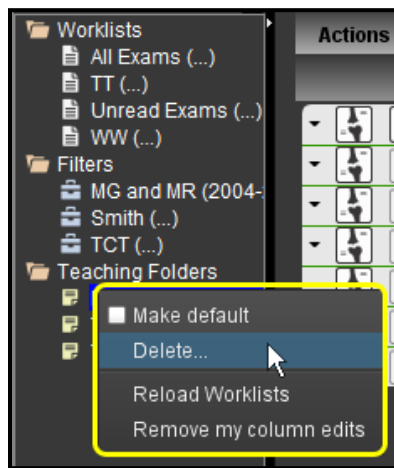 Worklists
All Exams (...)
TT (...)
Unread Exams (...)
WW (...)
Filters
MG and MR (2004-
Smith (...)
TCT (...)
Teaching Folders
Make default
Delete...
Reload Worklists
Remove my column edits
Actions